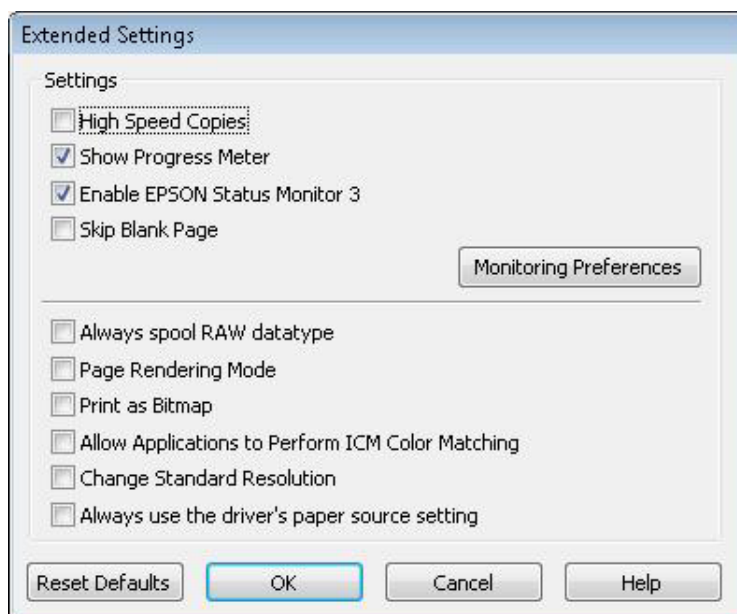 Extended Settings
Settings
High Speed Copies
Show Progress Meter
Enable EPSON Status Monitor 3
Skip Blank Page
Monitoring Preferences
Always spool RAW datatype
Page Rendering Mode
Print as Bitmap
Allow Applications to Perform ICM Color Matching
Change Standard Resolution
Always use the driver's paper source setting
Reset Defaults OK Cancel Help